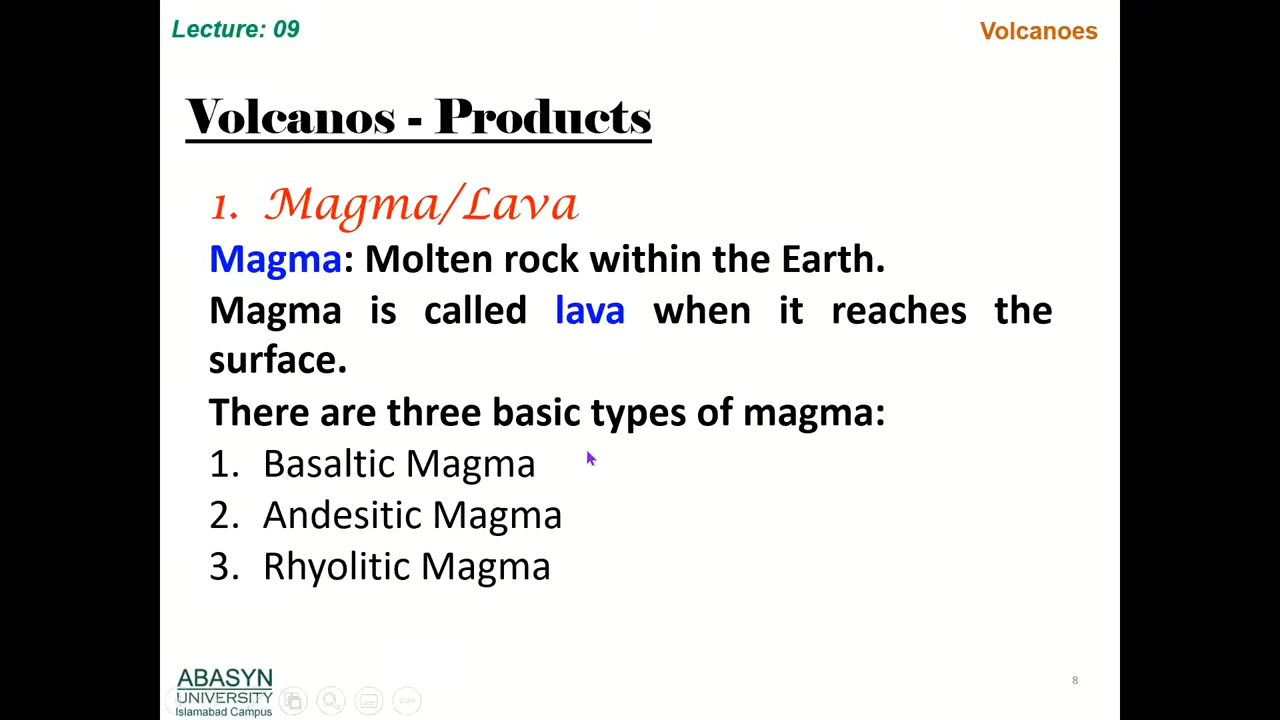 Lecture: 09
Volcanoes
Volcanos - Products
1. Magma/Lava
Magma: Molten rock within the Earth.
Magma is called lava when it reaches the
surface.
There are three basic types of magma:
1. Basaltic Magma
2. Andesitic Magma
3. Rhyolitic Magma
ABASYN
UNIVERSITY
Islamabad Campus
8